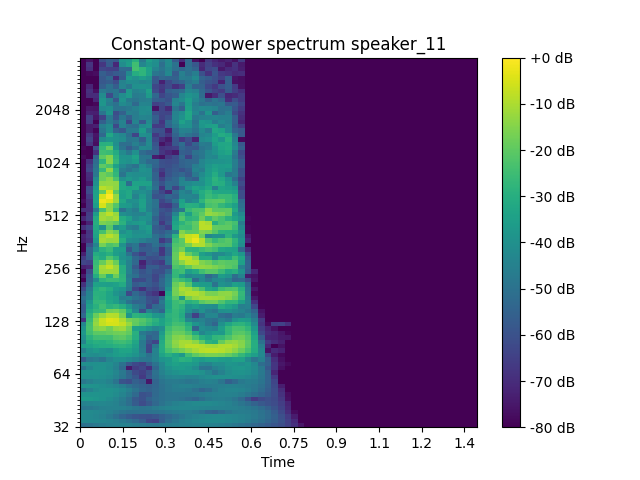 Constant-Q power spectrum speaker_11
Hz
2048
1024
512
256
128
64
32
0 0.15 0.3 0.45 0.6 0.75 0.9 1.1 1.2 1.4
Time
+0 dB
-10 dB
-20 dB
-30 dB
-40 dB
-50 dB
-60 dB
-70 dB
-80 dB